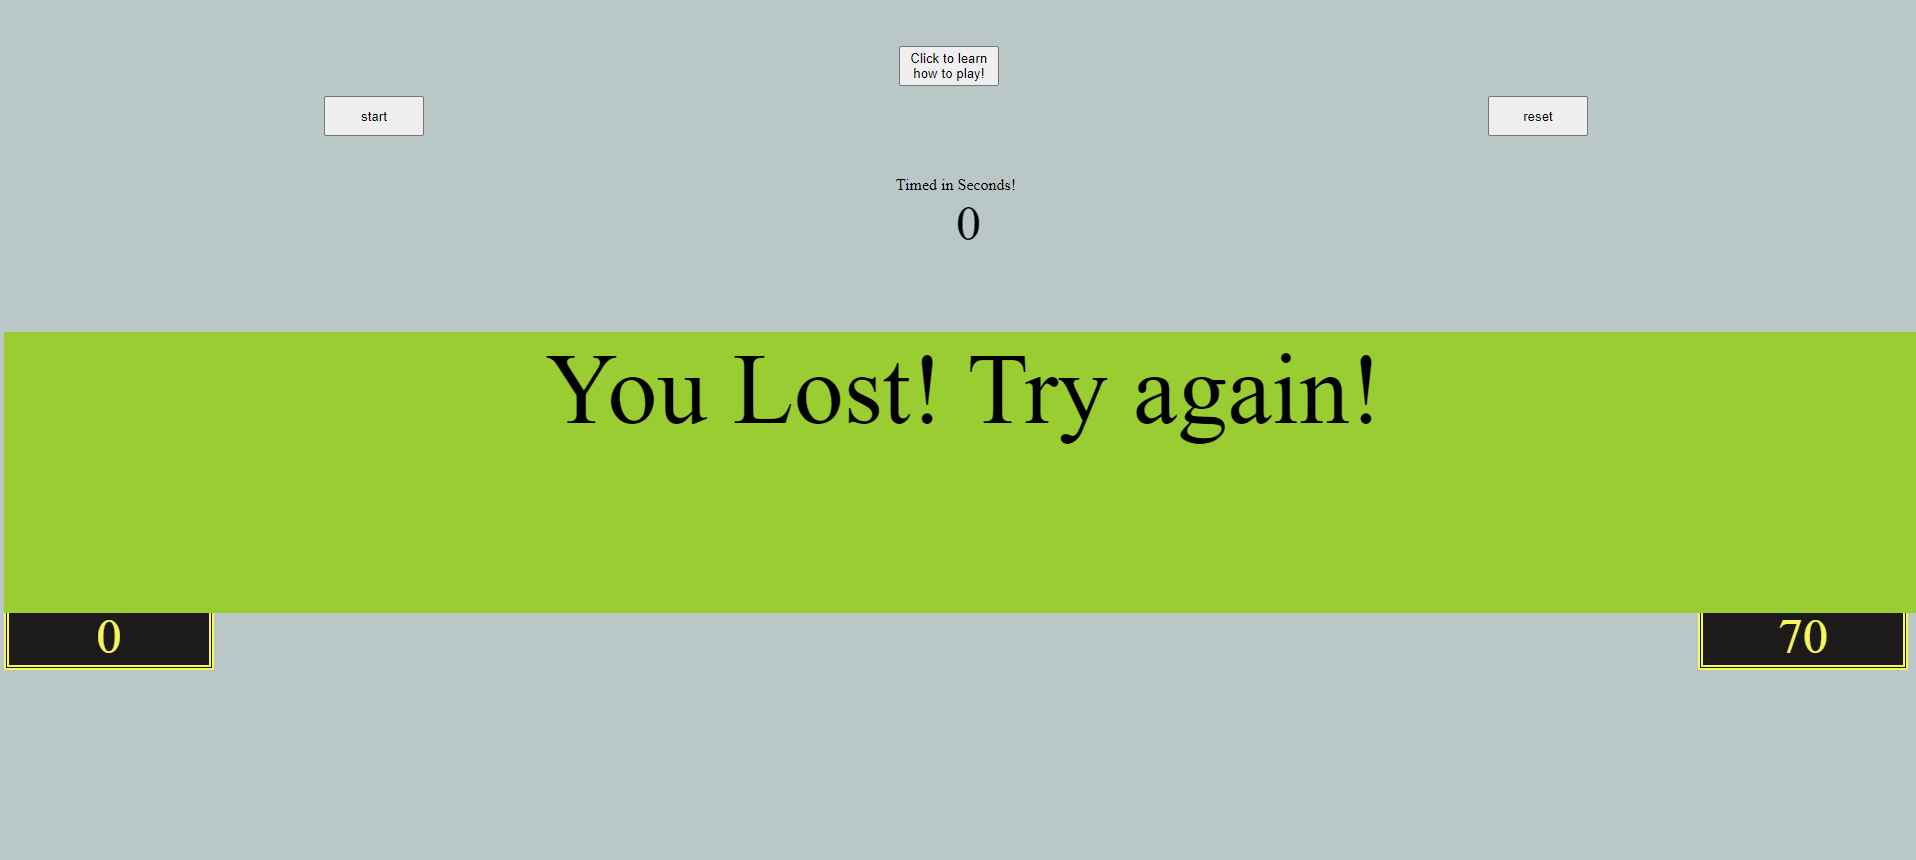 Click to learn
how to play!
start
reset
Timed in Seconds!
0
You Lost! Try again!
0
70